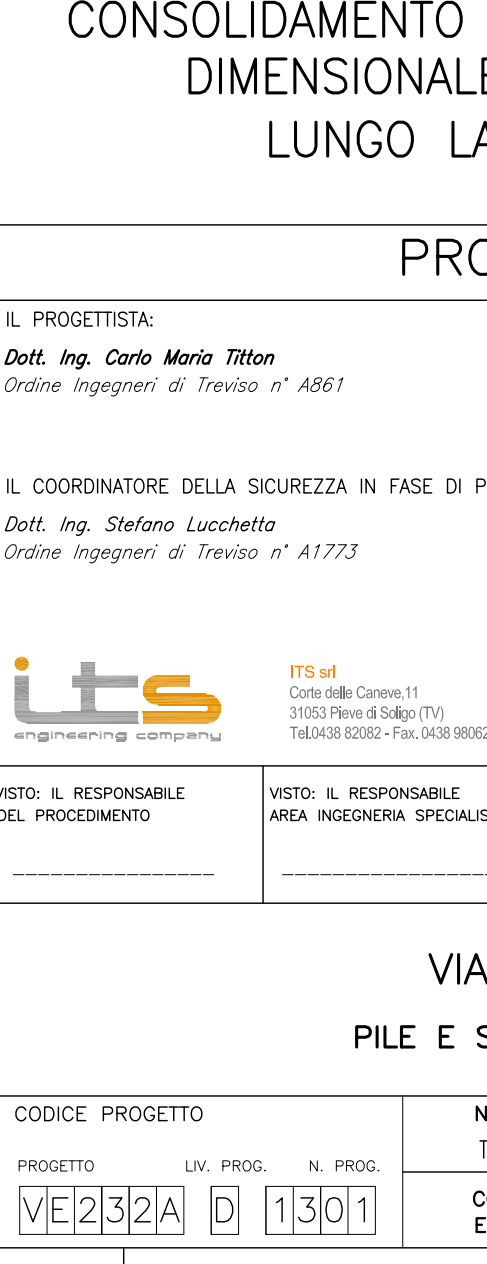 CONSOLIDAMENTO
DIMENSIONALE
LUNGO LA
PRO
IL PROGETTISTA:
Dott. Ing. Carlo Maria Titton
Ordine Ingegneri di Treviso n° A861
IL COORDINATORE DELLA SICUREZZA IN FASE DI P
Dott. Ing. Stefano Lucchetta
Ordine Ingegneri di Treviso n° A1773
its
engineering company
ITS srl
Corte delle Caneve,11
31053 Pieve di Soligo (TV)
Tel.0438 82082 - Fax. 0438 98062
VISTO: IL RESPONSABILE
DEL PROCEDIMENTO
VISTO: IL RESPONSABILE
AREA INGEGNERIA SPECIALIS
VIA
PILE E S
CODICE PROGETTO
PROGETTO LIV. PROG. N. PROG.
VE232A D 1301
N
T
CO
E